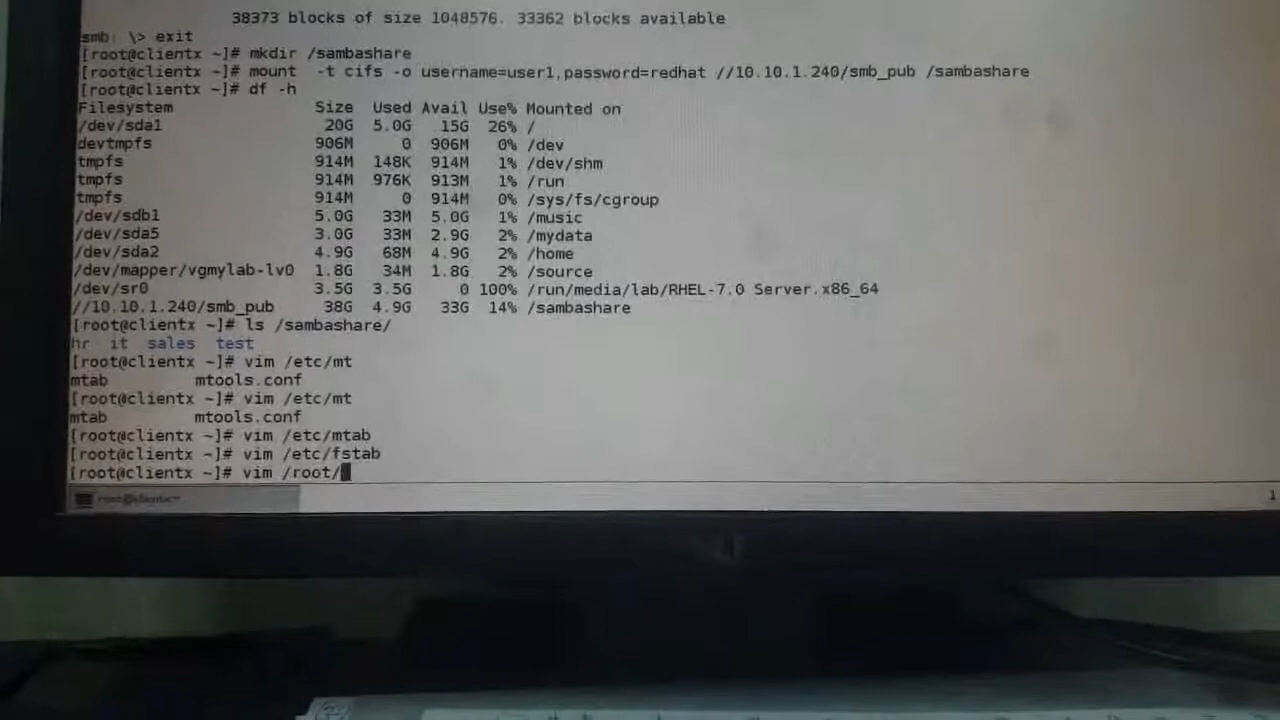 38373 blocks of size 1048576. 33362 blocks available
smb: \> exit
[root@clientx ~]# mkdir /sambashare
[root@clientx ~]# mount  -t cifs -o username=user1,password=redhat //10.10.1.240/smb_pub /sambashare
[root@clientx ~]# df -h
Filesystem Size Used Avail Use% Mounted on
/dev/sda1 20G 5.0G 15G 26% /
devtmpfs 906M 0 906M 0% /dev
tmpfs 914M 148K 914M 1% /dev/shm
tmpfs 914M 976K 913M 1% /run
tmpfs 914M 0 914M 0% /sys/fs/cgroup
/dev/sdb1 5.0G 33M 5.0G 1% /music
/dev/sda5 3.0G 33M 2.9G 2% /mydata
/dev/sda2 4.9G 68M 4.9G 2% /home
/dev/mapper/vgmylab-lv0 1.8G 34M 1.8G 2% /source
/dev/sr0 3.5G 3.5G 0 100% /run/media/lab/RHEL-7.0 Server.x86_64
//10.10.1.240/smb_pub 38G 4.9G 33G 14% /sambashare
[root@clientx ~]# ls /sambashare/
hr it sales test
[root@clientx ~]# vim /etc/mt
mtab mtools.conf
[root@clientx ~]# vim /etc/mt
mtab mtools.conf
[root@clientx ~]# vim /etc/mtab
[root@clientx ~]# vim /etc/fstab
[root@clientx ~]# vim /root/
1